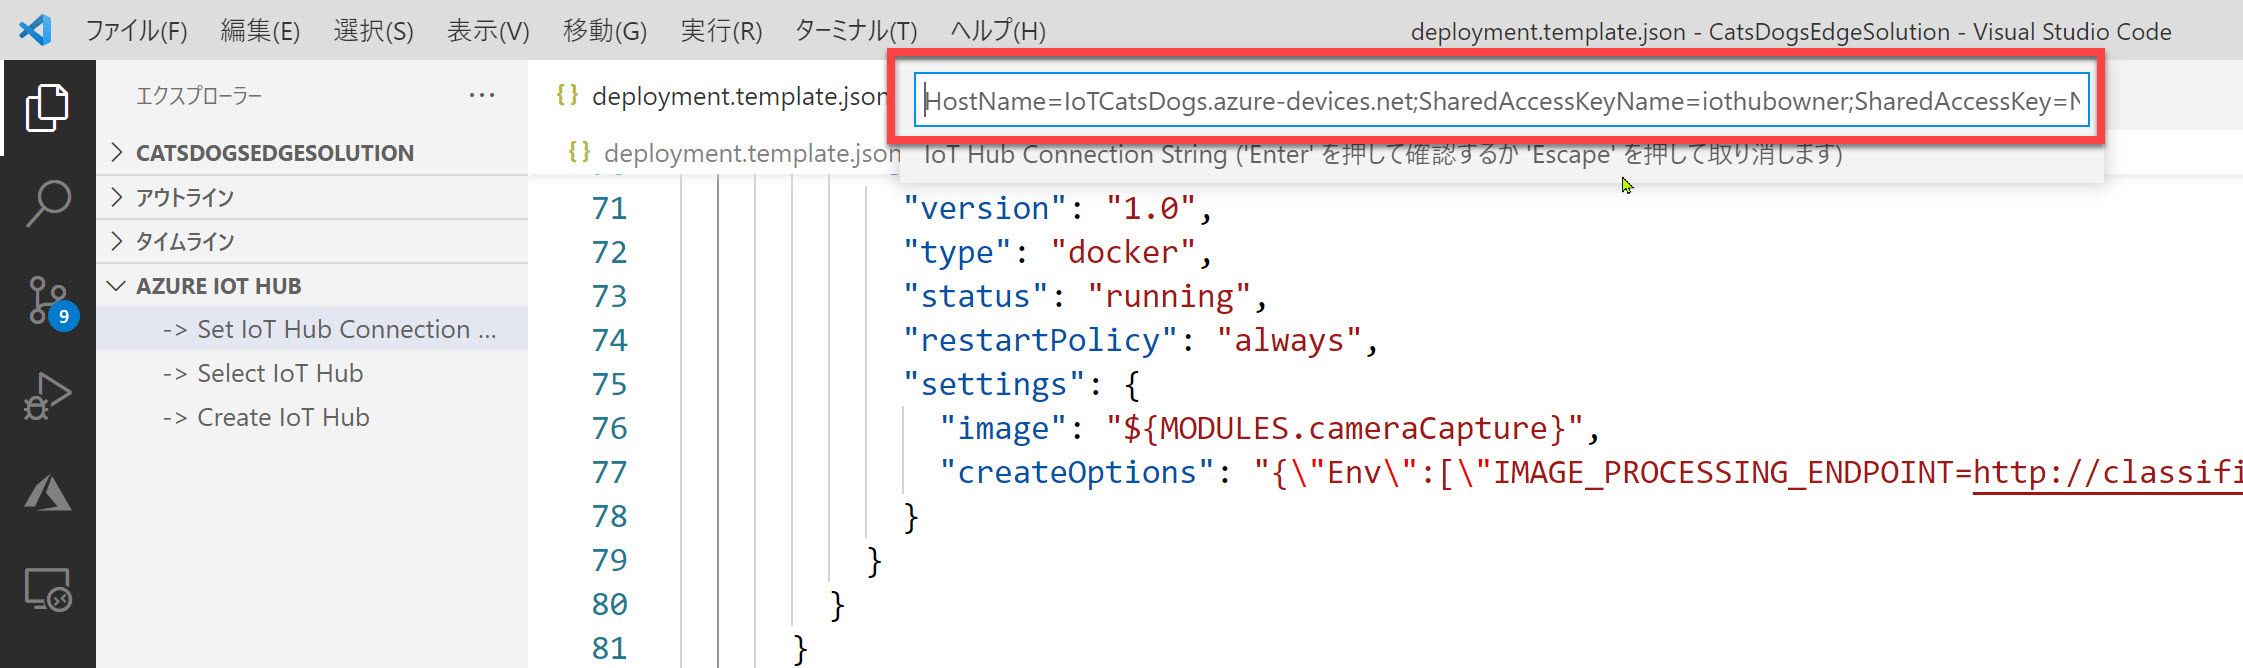 ファイル(F) 編集(E) 選択(S) 表示(V) 移動(G) 実行(R) ターミナル(T) ヘルプ(H) deployment.template.json - CatsDogsEdgeSolution - Visual Studio Code
エクスプローラー ...
CATSDOGSEDGESOLUTION
アウトライン
タイムライン
AZURE IOT HUB
-> Set IoT Hub Connection ...
-> Select IoT Hub
-> Create IoT Hub
9
{} deployment.template.json
HostName=IoTCatsDogs.azure-devices.net;SharedAccessKeyName=iothubowner;SharedAccessKey=N
{} deployment.template.json
IoT Hub Connection String ('Enter' を押して確認するか 'Escape' を押して取り消します)
71 "version": "1.0",
72 "type": "docker",
73 "status": "running",
74 "restartPolicy": "always",
75 "settings": {
76 "image": "${MODULES.cameraCapture}",
77 "createOptions": "{\"Env\":[\"IMAGE_PROCESSING_ENDPOINT=http://classifi
78 }
79 }
80 }
81 }